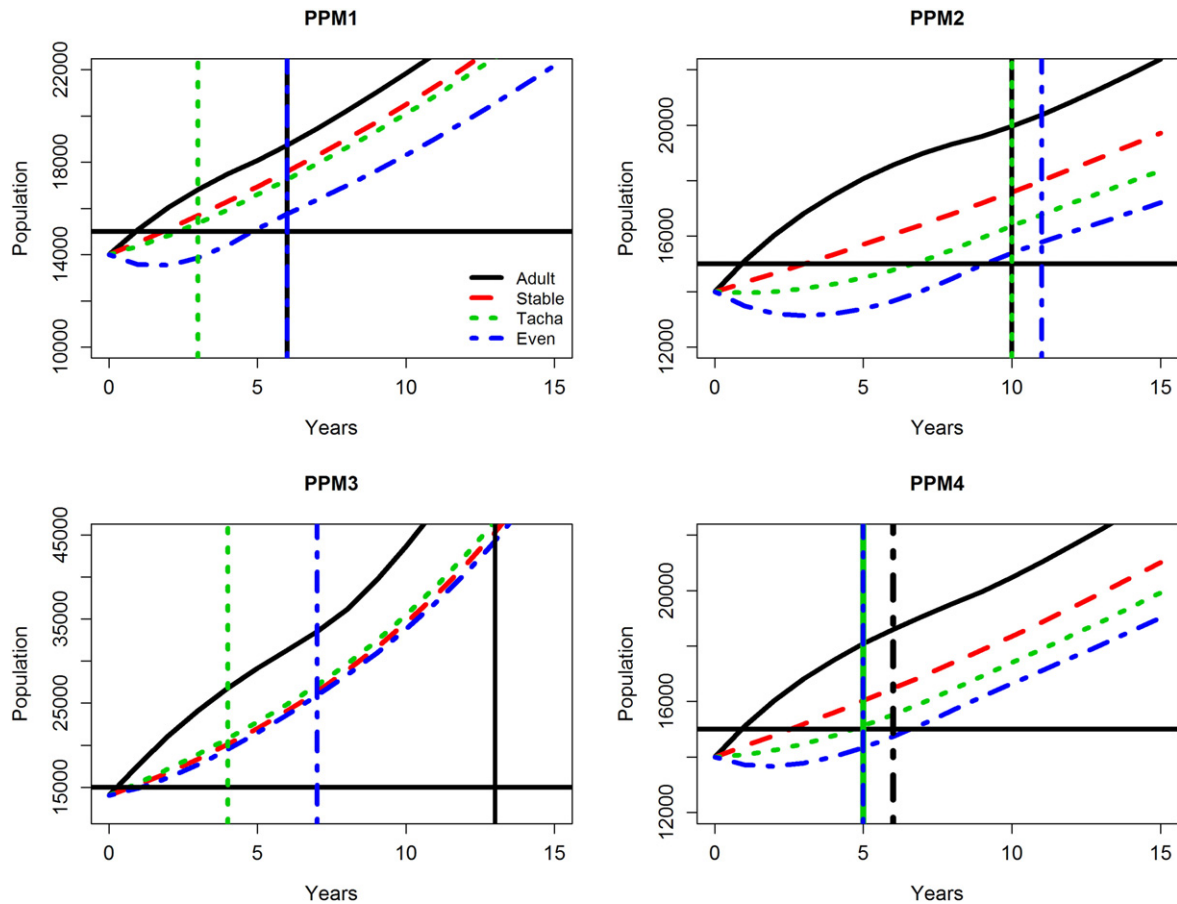 PPM1
Population
10000
14000
18000
22000
0 5 10 15
Years
Adult
Stable
Tacha
Even
PPM2
Population
12000
16000
20000
0 5 10 15
Years
PPM3
Population
15000
25000
35000
45000
0 5 10 15
Years
PPM4
Population
12000
16000
20000
0 5 10 15
Years